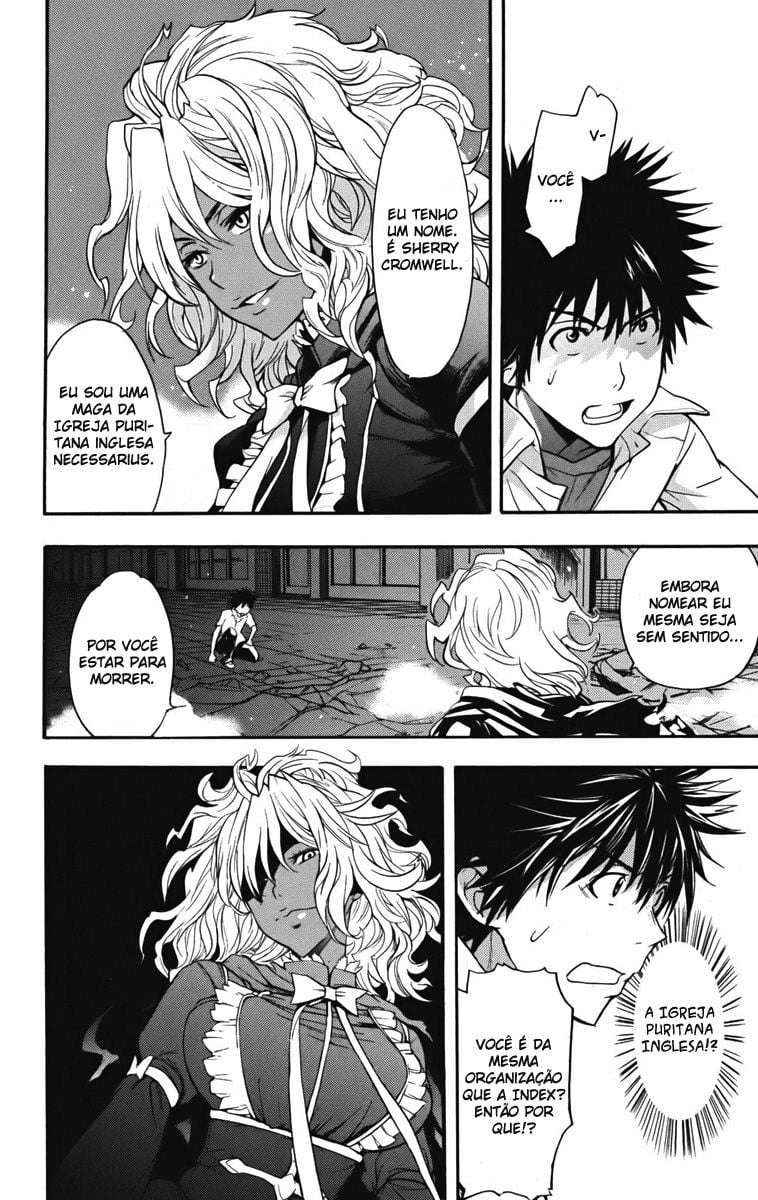 V-
VOCÊ
...
EU TENHO
UM NOME.
É SHERRY
CROMWELL.
EU SOU UMA
MAGA DA
IGREJA PURI-
TANA INGLESA
NECESSARIUS.
EMBORA
NOMEAR EU
MESMA SEJA
SEM SENTIDO...
POR VOCÊ
ESTAR PARA
MORRER.
A IGREJA
PURITANA
INGLESA!?
VOCÊ É DA
MESMA
ORGANIZAÇÃO
QUE A INDEX?
ENTÃO POR
QUE!?